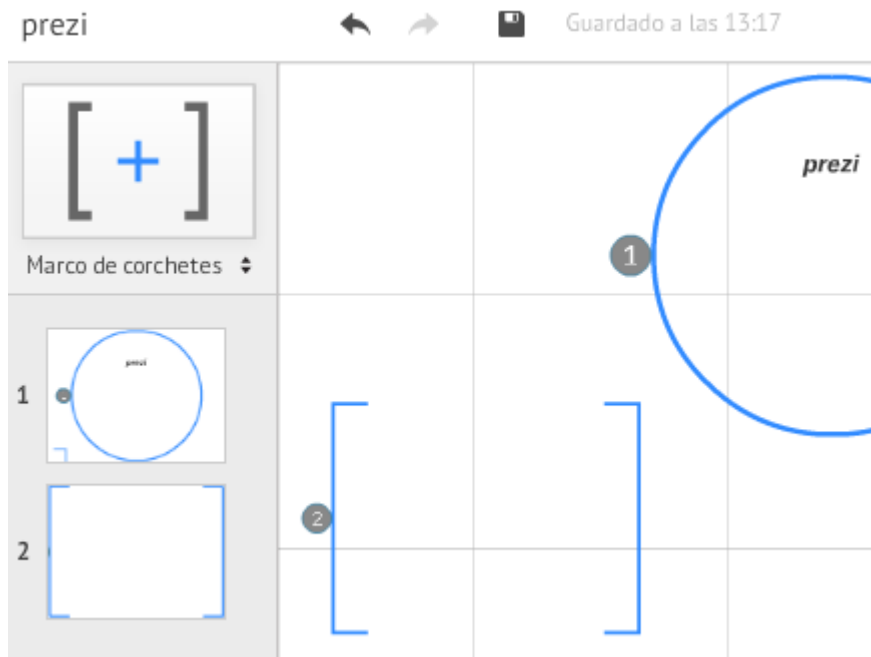 prezi
Guardado a las 13:17
Marco de corchetes
prezi
1
1
prezi
2
2